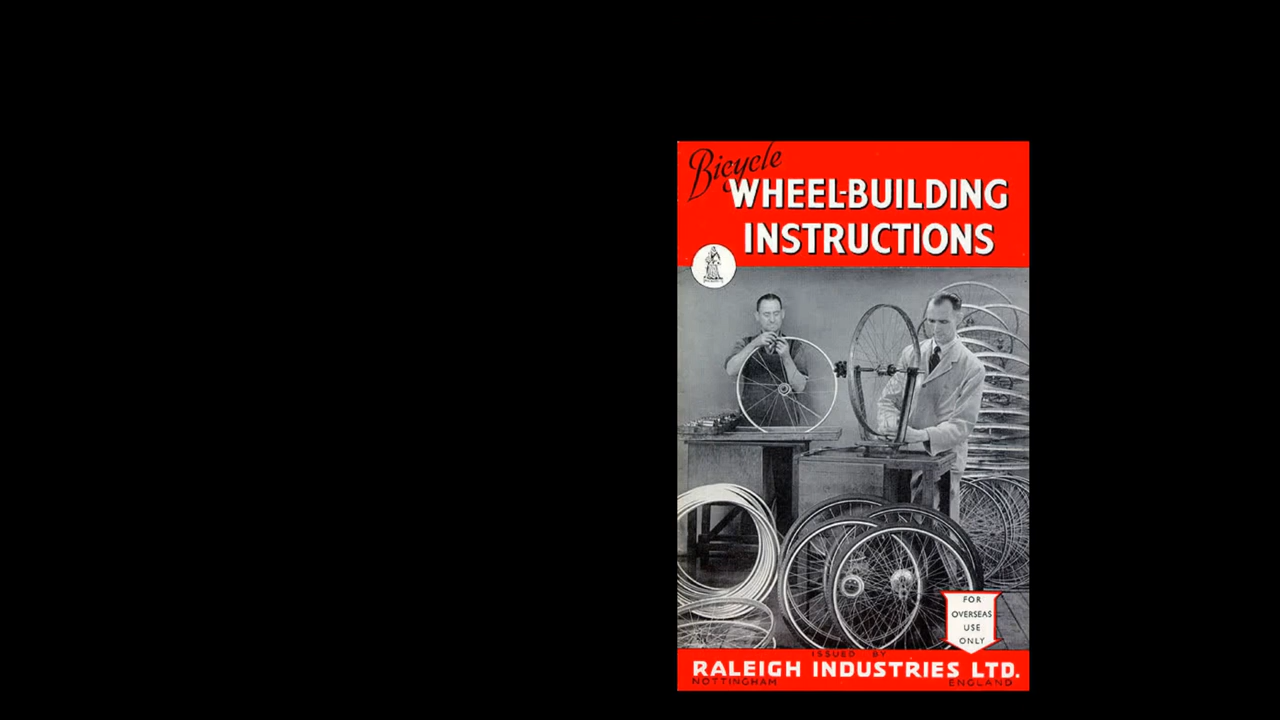 Bicycle
WHEEL-BUILDING
INSTRUCTIONS
FOR
OVERSEAS
USE
ONLY
ISSUED BY
RALEIGH INDUSTRIES LTD.
NOTTINGHAM ENGLAND